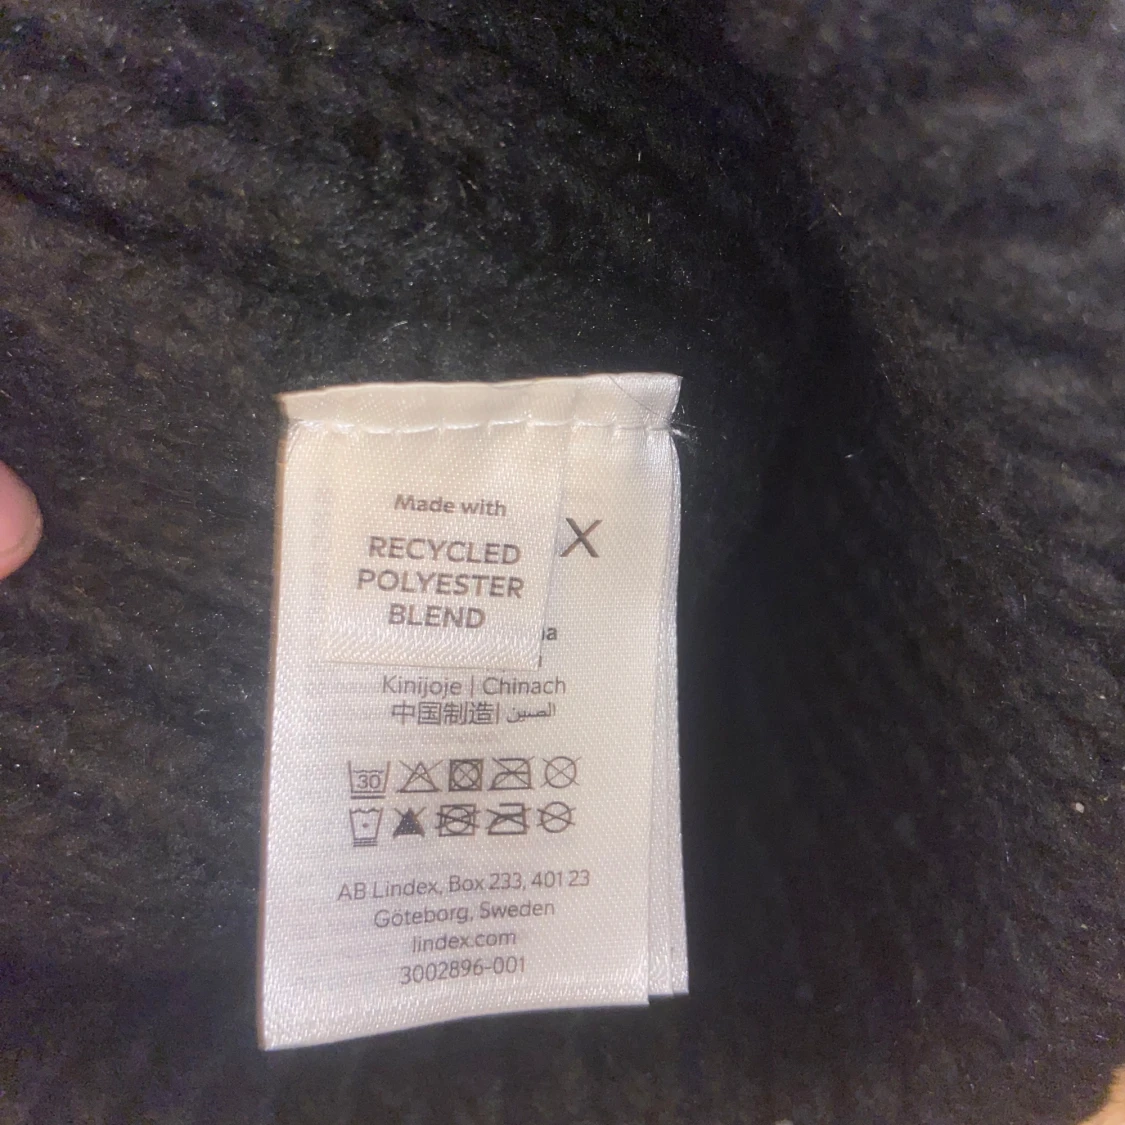 Made with
RECYCLED
POLYESTER
BLEND
X
Kinijoje | Chinach
中国制造| الصين
30
AB Lindex, Box 233, 401 23
Göteborg, Sweden
lindex.com
3002896-001